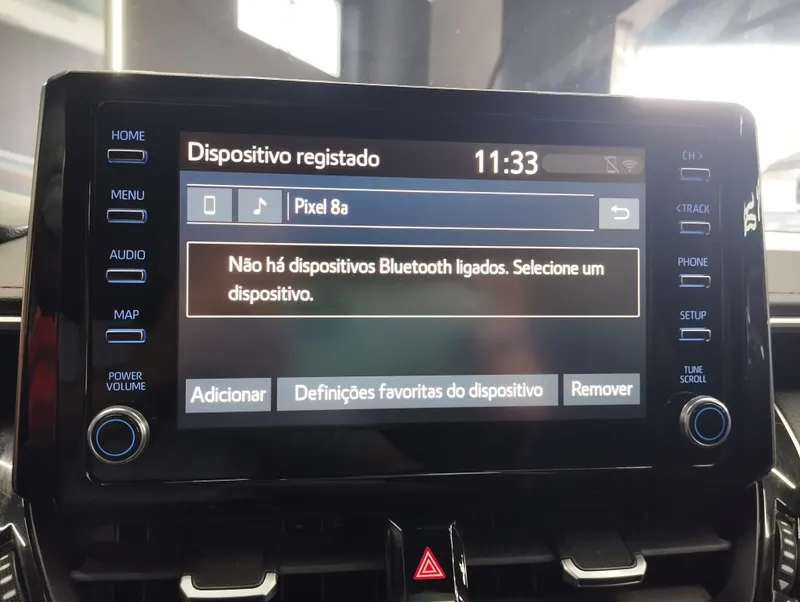 HOME
MENU
AUDIO
MAP
POWER
VOLUME
Dispositivo registado
11:33
Pixel 8a
Não há dispositivos Bluetooth ligados. Selecione um
dispositivo.
Adicionar
Definições favoritas do dispositivo
Remover
CH >
< TRACK
PHONE
SETUP
TUNE
SCROLL